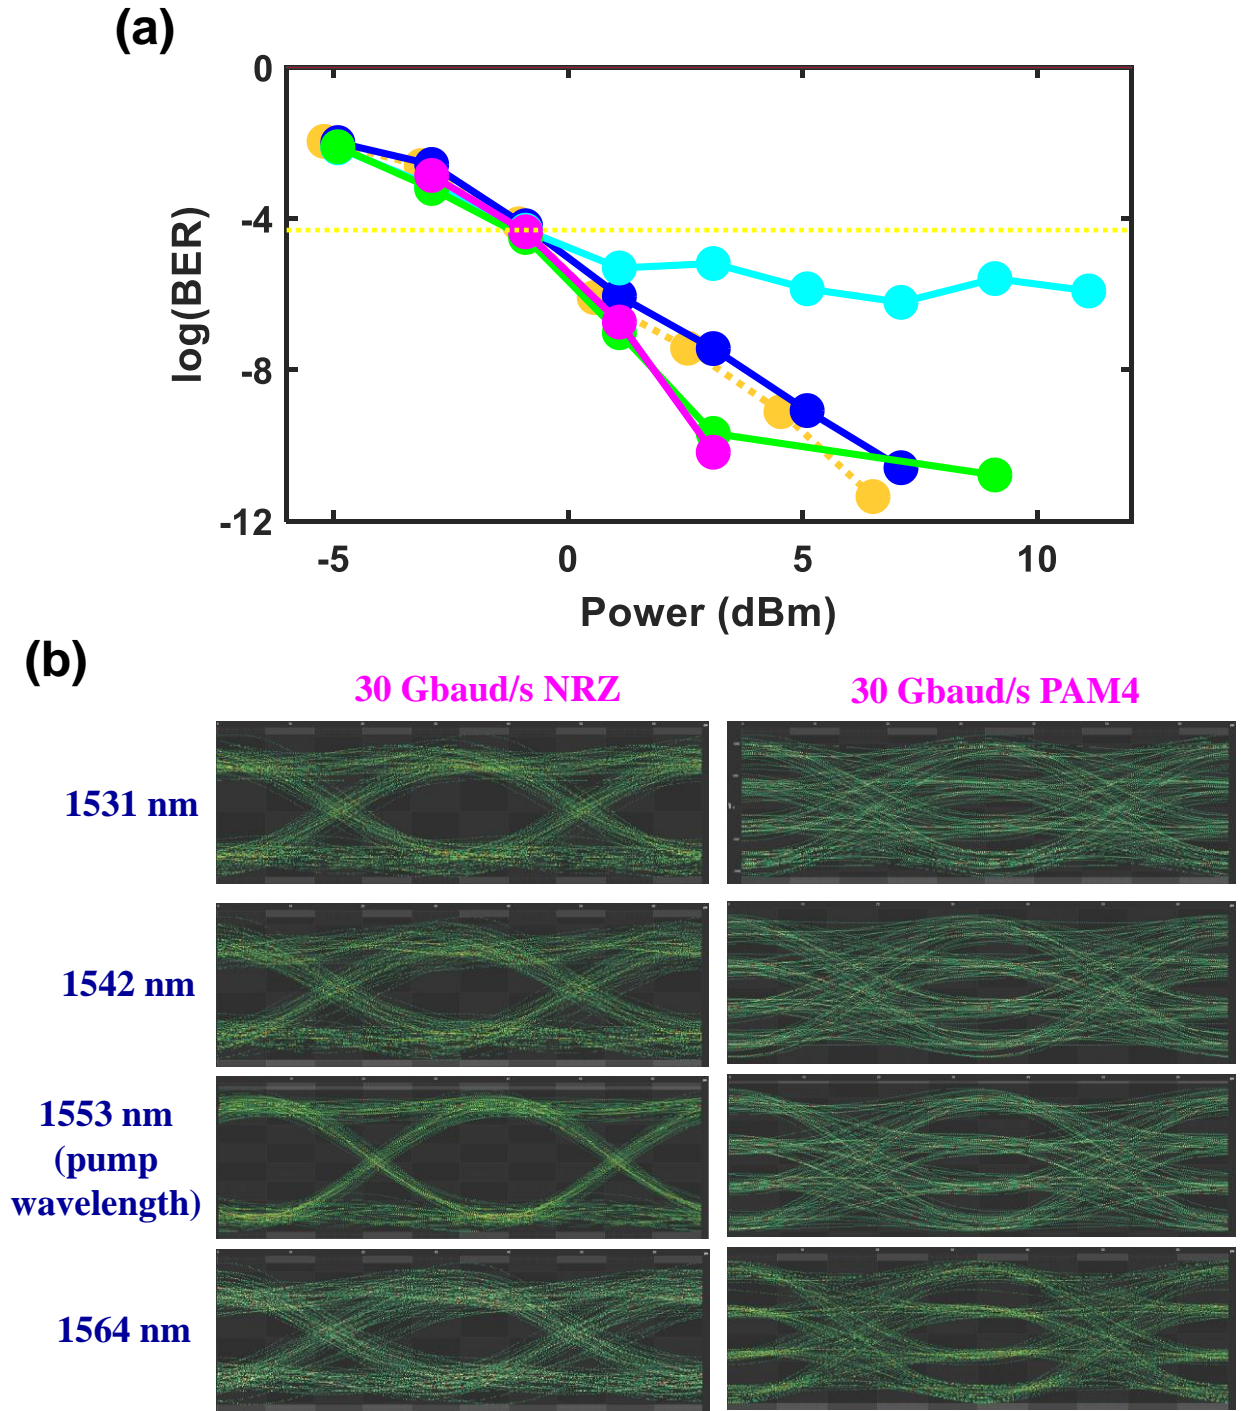 (a)
0
-4
-8
-12
log(BER)
-5 0 5 10
Power (dBm)
(b)
30 Gbaud/s NRZ 30 Gbaud/s PAM4
1531 nm
1542 nm
1553 nm
(pump
wavelength)
1564 nm